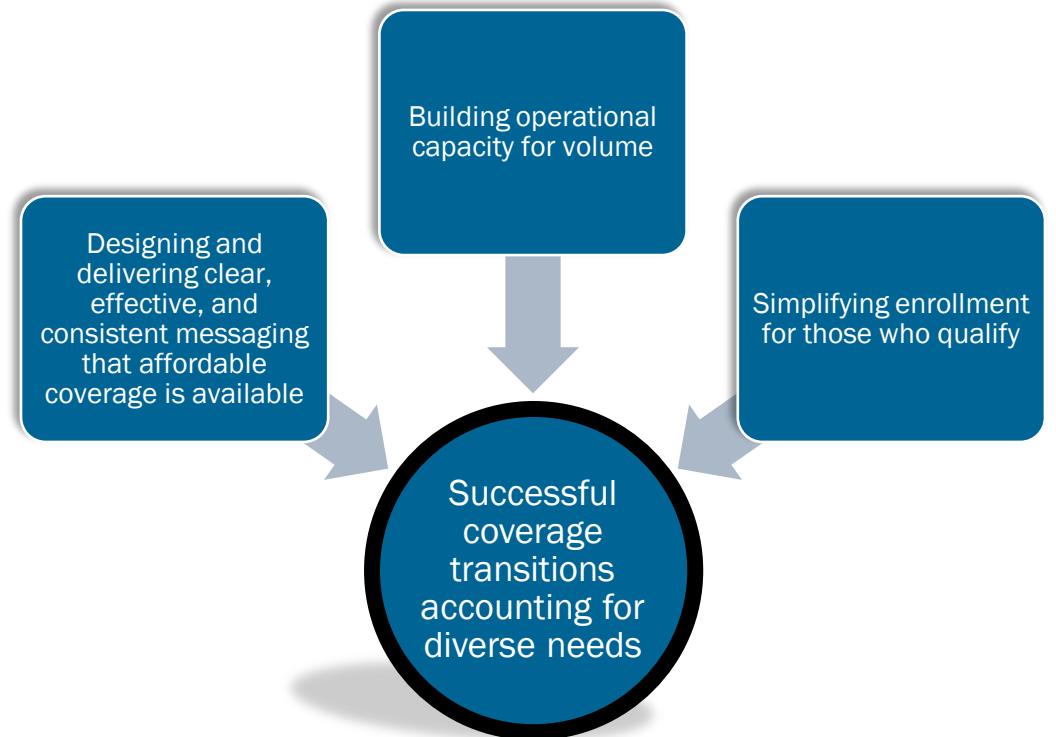 Building operational
capacity for volume
Designing and
delivering clear,
effective, and
consistent messaging
that affordable
coverage is available
Simplifying enrollment
for those who qualify
Successful
coverage
transitions
accounting for
diverse needs